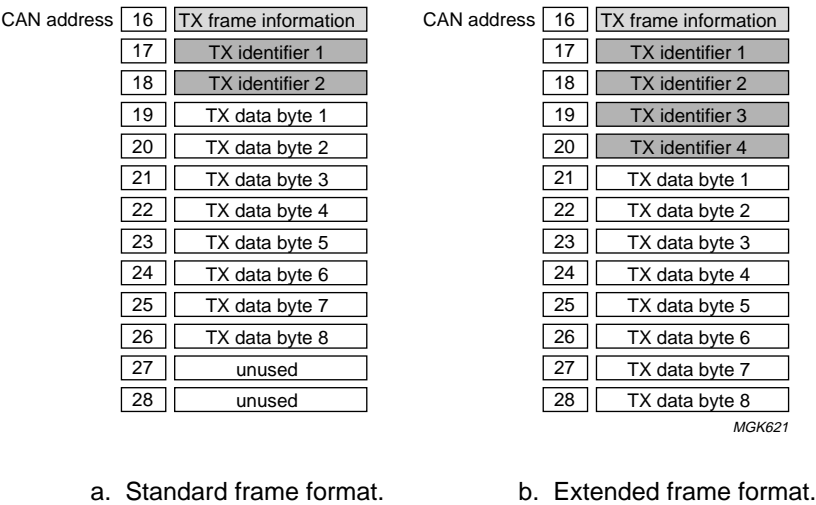 CAN address 16 TX frame information
17 TX identifier 1
18 TX identifier 2
19 TX data byte 1
20 TX data byte 2
21 TX data byte 3
22 TX data byte 4
23 TX data byte 5
24 TX data byte 6
25 TX data byte 7
26 TX data byte 8
27 unused
28 unused
a. Standard frame format.
CAN address 16 TX frame information
17 TX identifier 1
18 TX identifier 2
19 TX identifier 3
20 TX identifier 4
21 TX data byte 1
22 TX data byte 2
23 TX data byte 3
24 TX data byte 4
25 TX data byte 5
26 TX data byte 6
27 TX data byte 7
28 TX data byte 8
MGK621
b. Extended frame format.